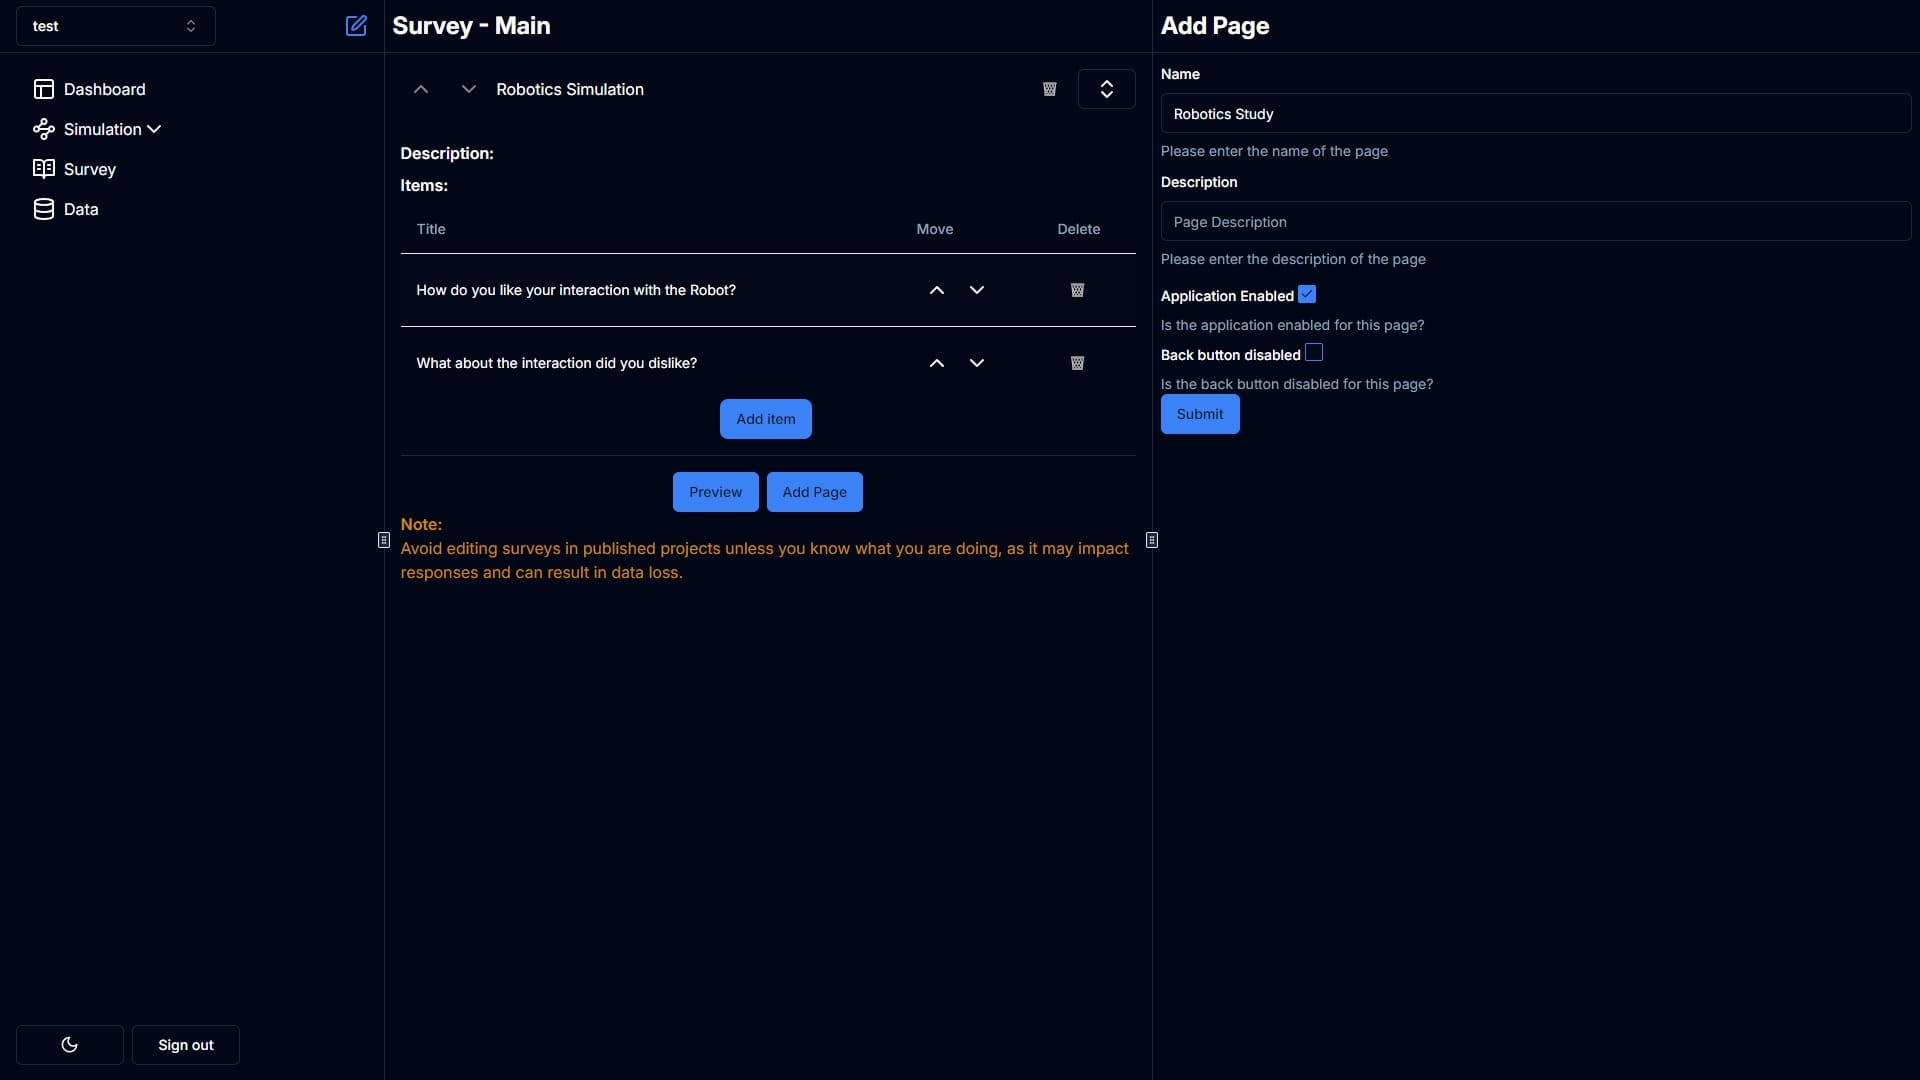 test
Survey - Main
Add Page
Dashboard
Simulation
Survey
Data
Robotics Simulation
Description:
Items:
Title Move Delete
How do you like your interaction with the Robot?
What about the interaction did you dislike?
Add item
Preview Add Page
Note:
Avoid editing surveys in published projects unless you know what you are doing, as it may impact
responses and can result in data loss.
Name
Robotics Study
Please enter the name of the page
Description
Page Description
Please enter the description of the page
Application Enabled
Is the application enabled for this page?
Back button disabled
Is the back button disabled for this page?
Submit
Sign out